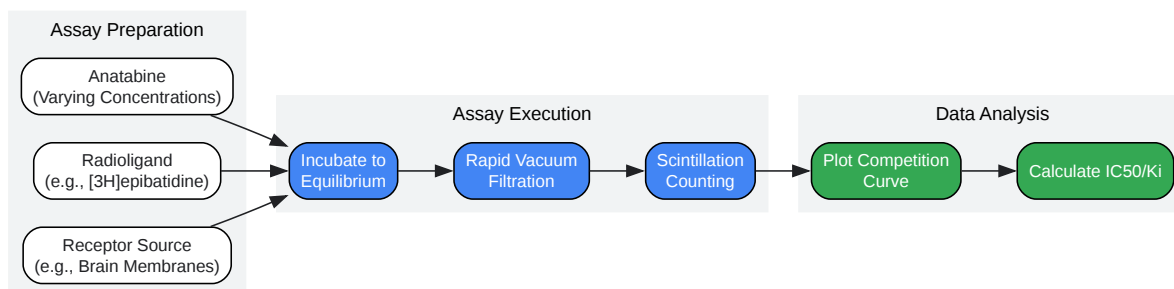 Assay Preparation
Anatabine
(Varying Concentrations)
Radioligand
(e.g., [3H]epibatidine)
Receptor Source
(e.g., Brain Membranes)
Assay Execution
Incubate to
Equilibrium
Rapid Vacuum
Filtration
Scintillation
Counting
Data Analysis
Plot Competition
Curve
Calculate IC50/Ki